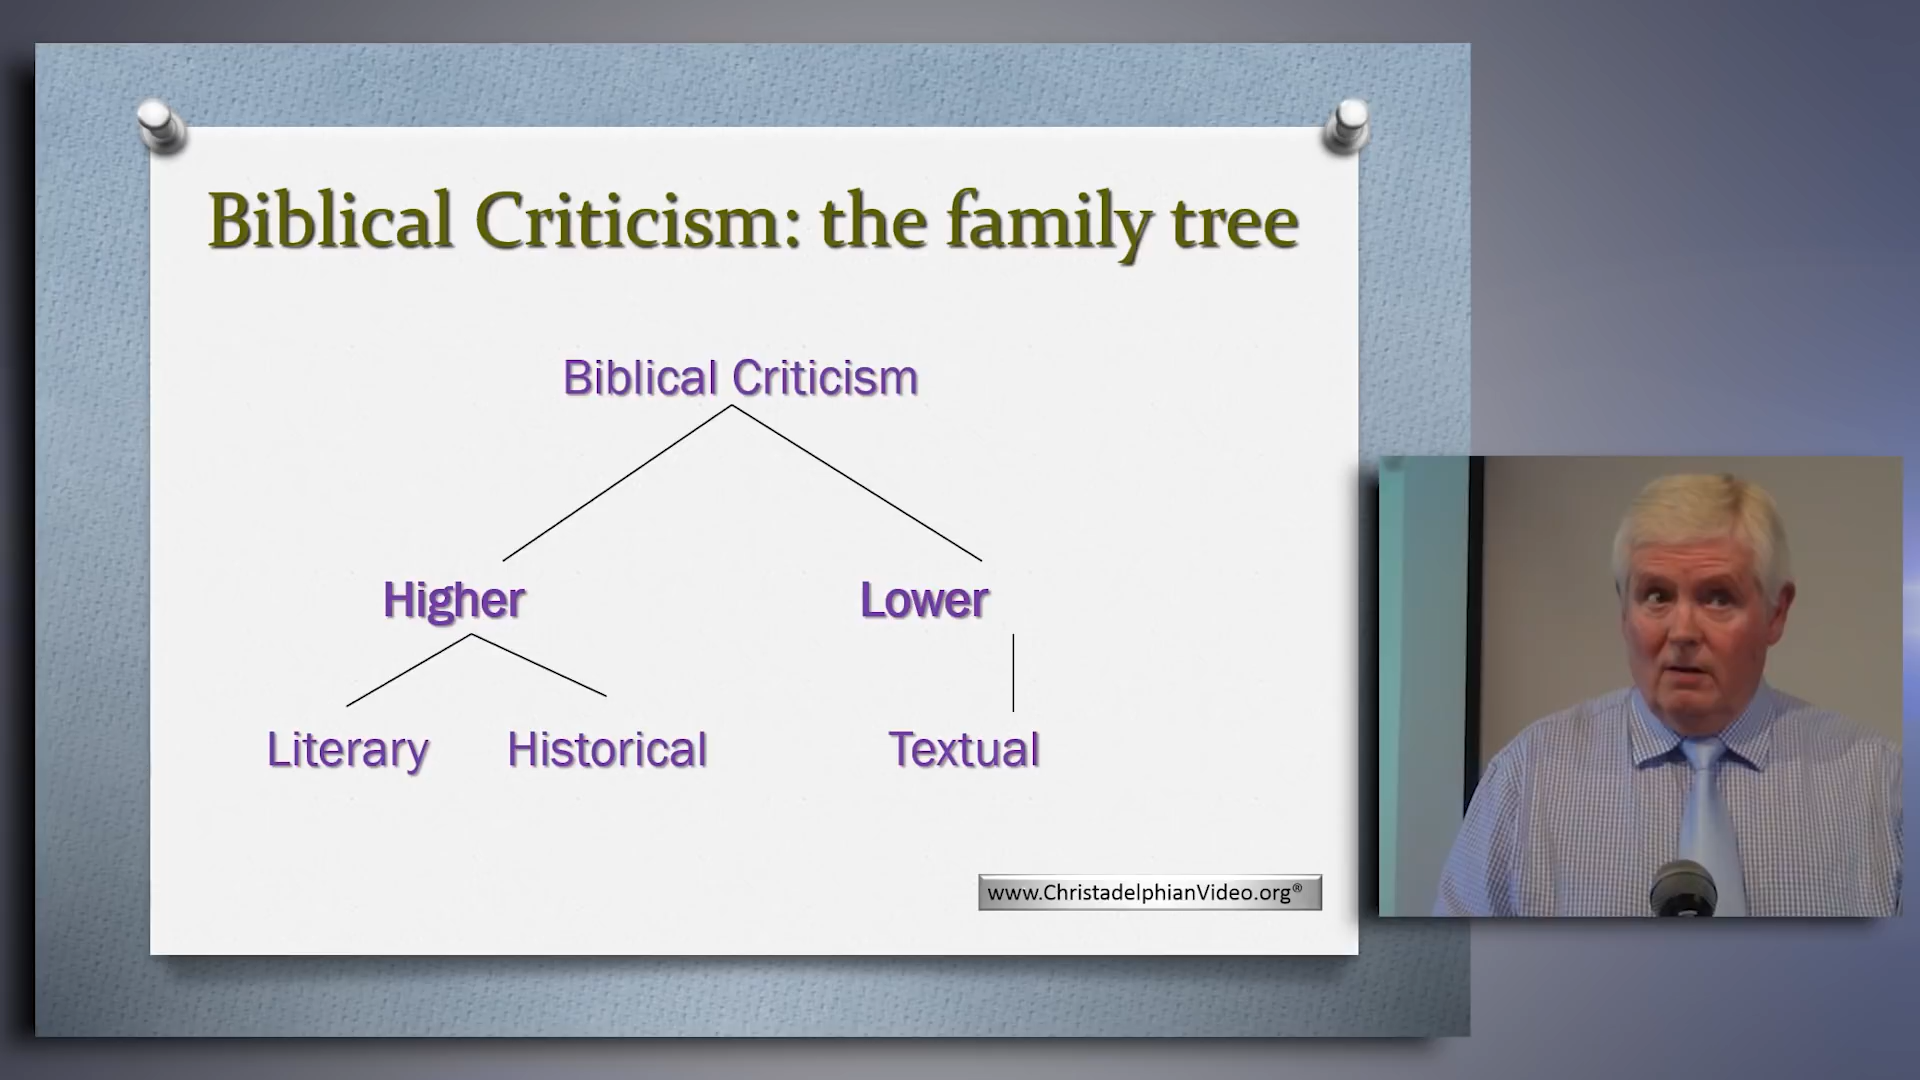 Biblical Criticism: the family tree
Biblical Criticism
Higher Lower
Literary Historical Textual
www.ChristadelphianVideo.org®